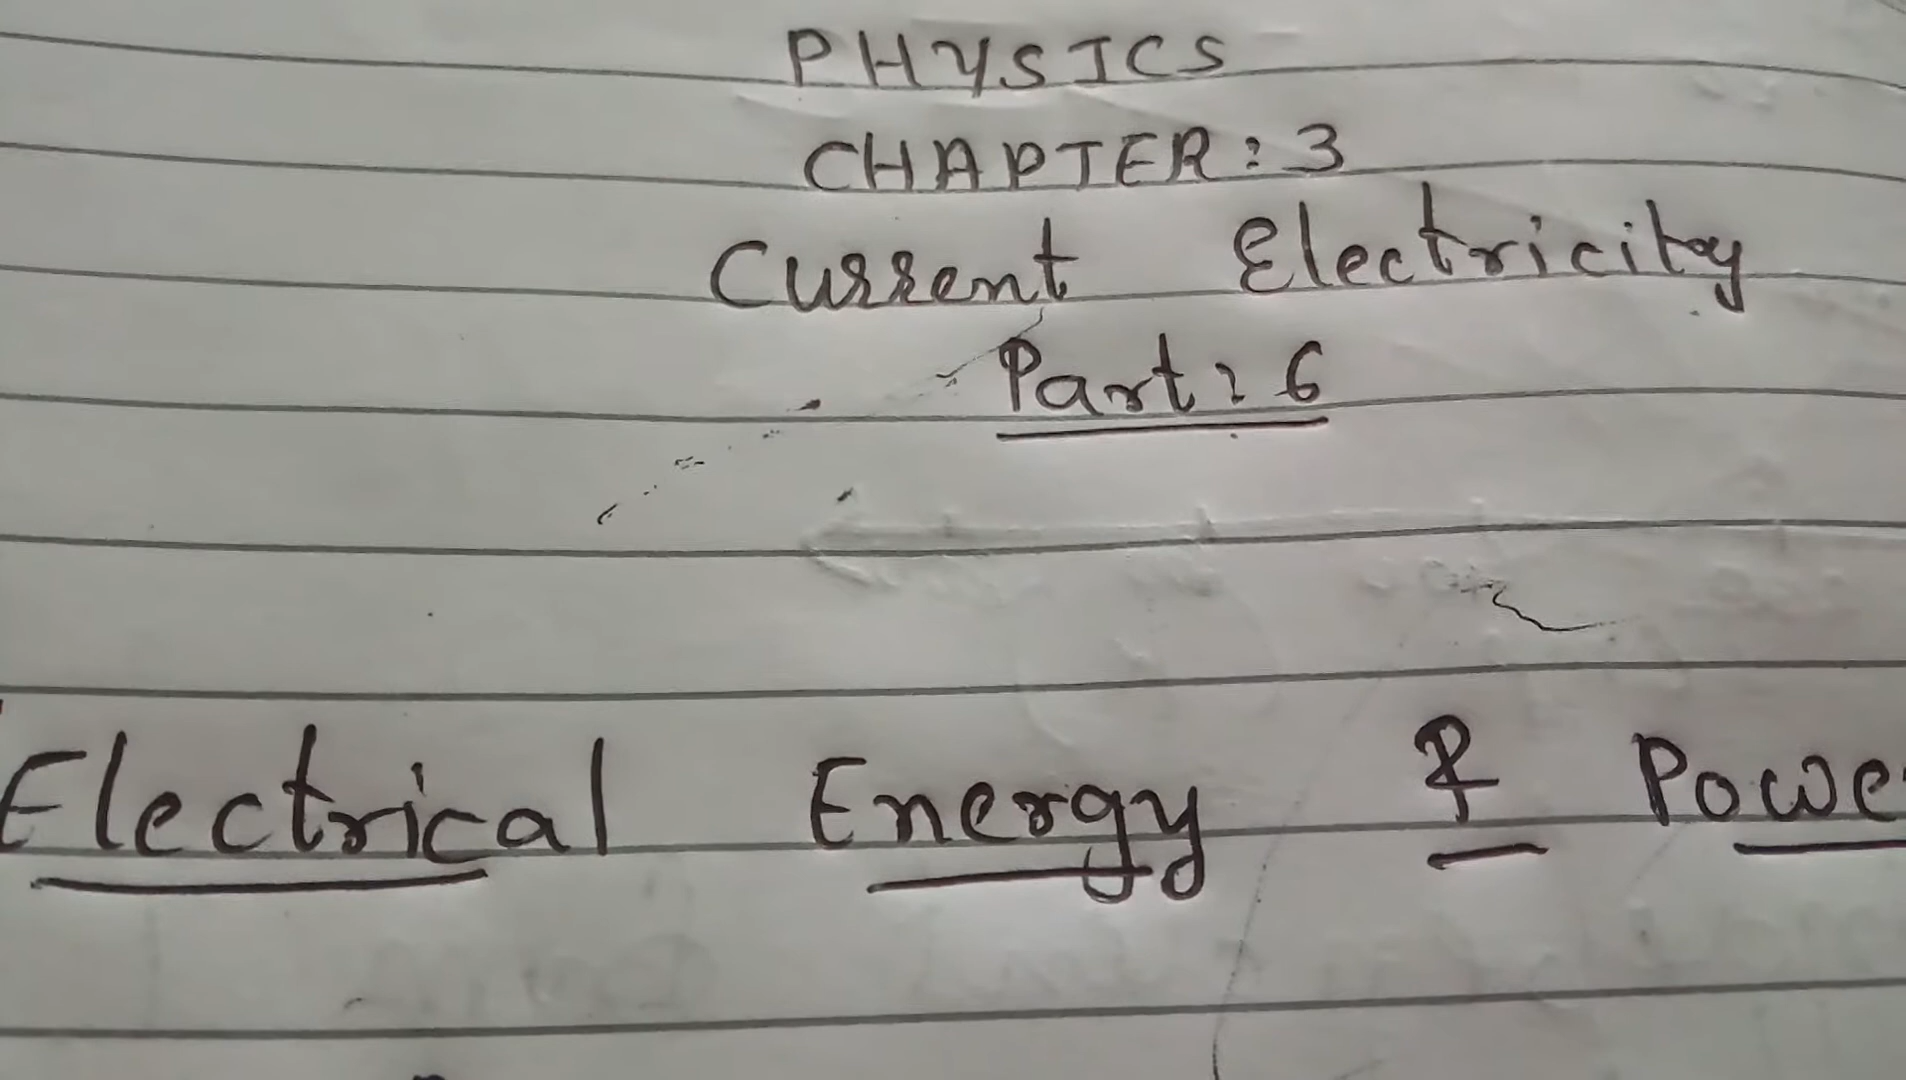 PHYSICS
CHAPTER: 3
Current Electricity
Part: 6
Electrical Energy & Powe